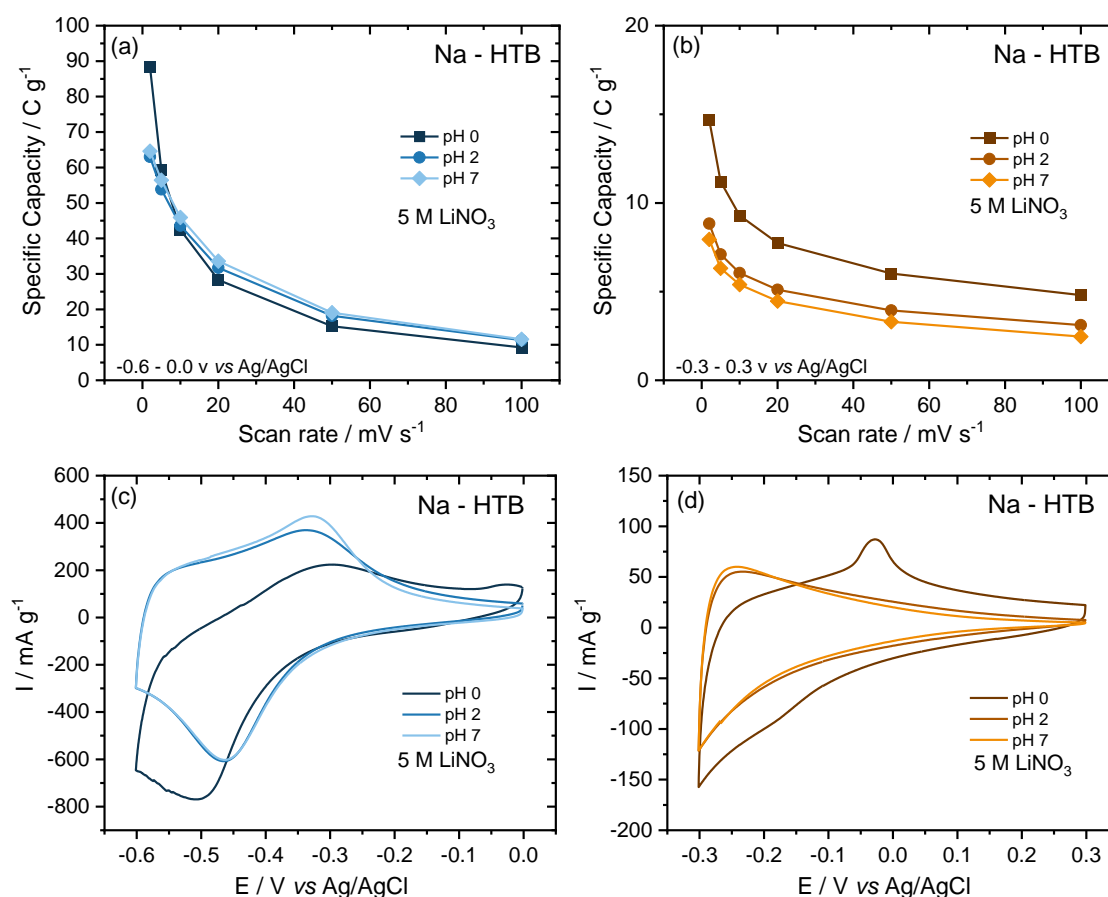 (a)
Na - HTB
Specific Capacity / C g⁻¹
100
90
80
70
60
50
40
30
20
10
0
pH 0
pH 2
pH 7
5 M LiNO₃
-0.6 - 0.0 v vs Ag/AgCl
0 20 40 60 80 100
Scan rate / mV s⁻¹
(b)
Na - HTB
Specific Capacity / C g⁻¹
20
15
10
5
0
pH 0
pH 2
pH 7
5 M LiNO₃
-0.3 - 0.3 v vs Ag/AgCl
0 20 40 60 80 100
Scan rate / mV s⁻¹
(c)
Na - HTB
I / mA g⁻¹
600
400
200
0
-200
-400
-600
-800
pH 0
pH 2
pH 7
5 M LiNO₃
-0.6 -0.5 -0.4 -0.3 -0.2 -0.1 0.0
E / V vs Ag/AgCl
(d)
Na - HTB
I / mA g⁻¹
150
100
50
0
-50
-100
-150
-200
pH 0
pH 2
pH 7
5 M LiNO₃
-0.3 -0.2 -0.1 0.0 0.1 0.2 0.3
E / V vs Ag/AgCl